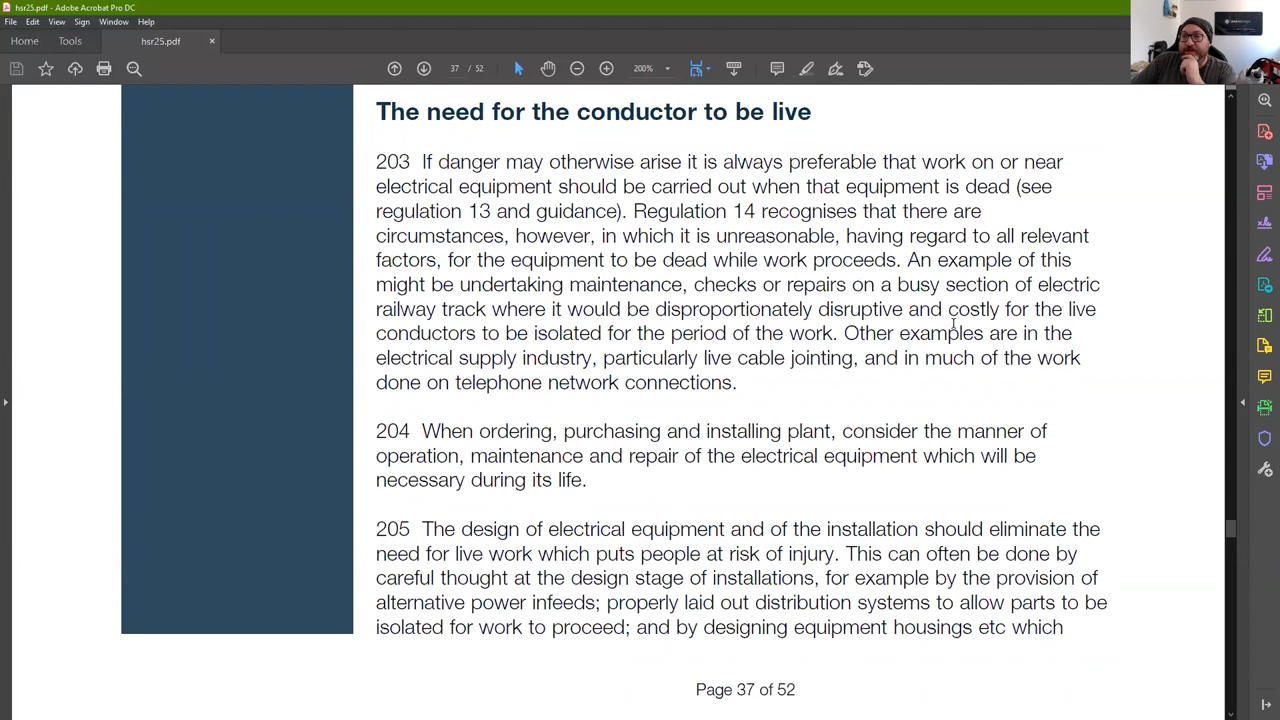 hsr25.pdf - Adobe Acrobat Pro DC
File Edit View Sign Window Help
Home Tools hsr25.pdf ×
37 / 52 200%
The need for the conductor to be live
203 If danger may otherwise arise it is always preferable that work on or near
electrical equipment should be carried out when that equipment is dead (see
regulation 13 and guidance). Regulation 14 recognises that there are
circumstances, however, in which it is unreasonable, having regard to all relevant
factors, for the equipment to be dead while work proceeds. An example of this
might be undertaking maintenance, checks or repairs on a busy section of electric
railway track where it would be disproportionately disruptive and costly for the live
conductors to be isolated for the period of the work. Other examples are in the
electrical supply industry, particularly live cable jointing, and in much of the work
done on telephone network connections.
204 When ordering, purchasing and installing plant, consider the manner of
operation, maintenance and repair of the electrical equipment which will be
necessary during its life.
205 The design of electrical equipment and of the installation should eliminate the
need for live work which puts people at risk of injury. This can often be done by
careful thought at the design stage of installations, for example by the provision of
alternative power infeeds; properly laid out distribution systems to allow parts to be
isolated for work to proceed; and by designing equipment housings etc which
Page 37 of 52